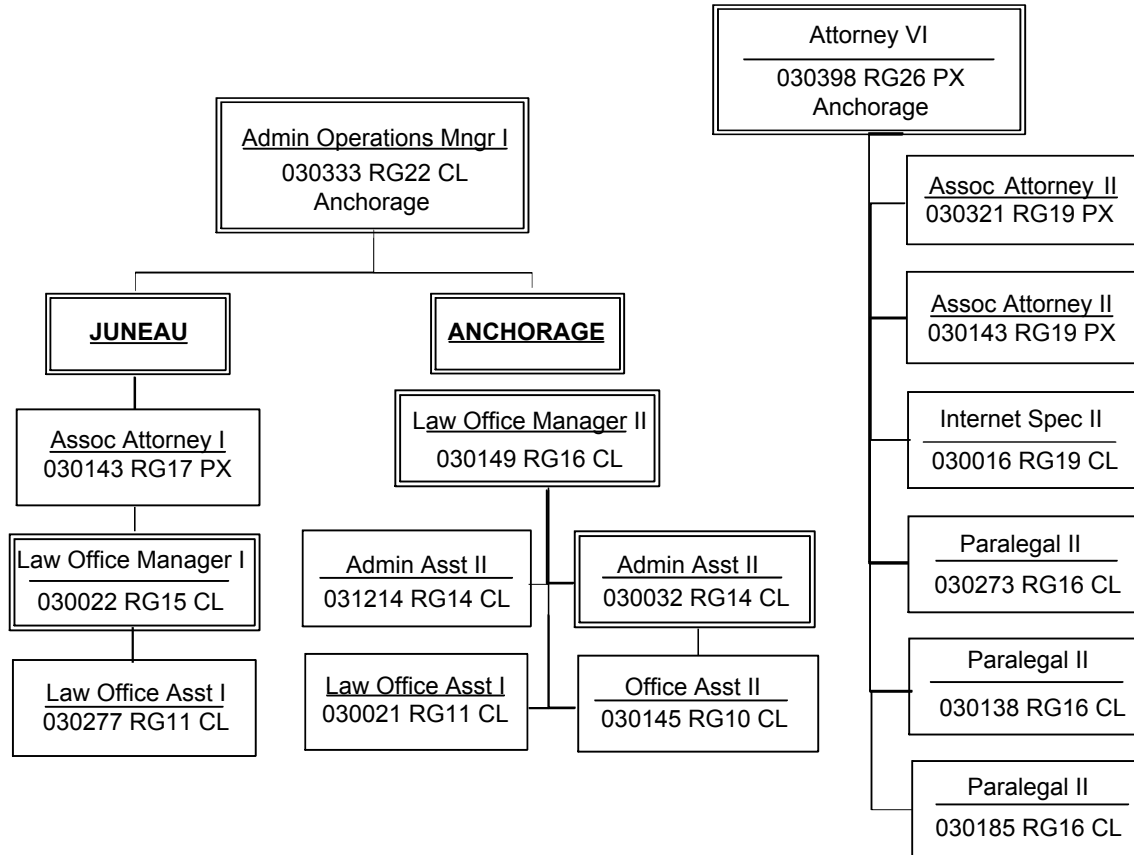 Attorney VI
030398 RG26 PX
Anchorage
Admin Operations Mngr I
030333 RG22 CL
Anchorage
JUNEAU
Assoc Attorney I
030143 RG17 PX
Law Office Manager I
030022 RG15 CL
Law Office Asst I
030277 RG11 CL
ANCHORAGE
Law Office Manager II
030149 RG16 CL
Admin Asst II
031214 RG14 CL
Admin Asst II
030032 RG14 CL
Law Office Asst I
030021 RG11 CL
Office Asst II
030145 RG10 CL
Assoc Attorney II
030321 RG19 PX
Assoc Attorney II
030143 RG19 PX
Internet Spec II
030016 RG19 CL
Paralegal II
030273 RG16 CL
Paralegal II
030138 RG16 CL
Paralegal II
030185 RG16 CL